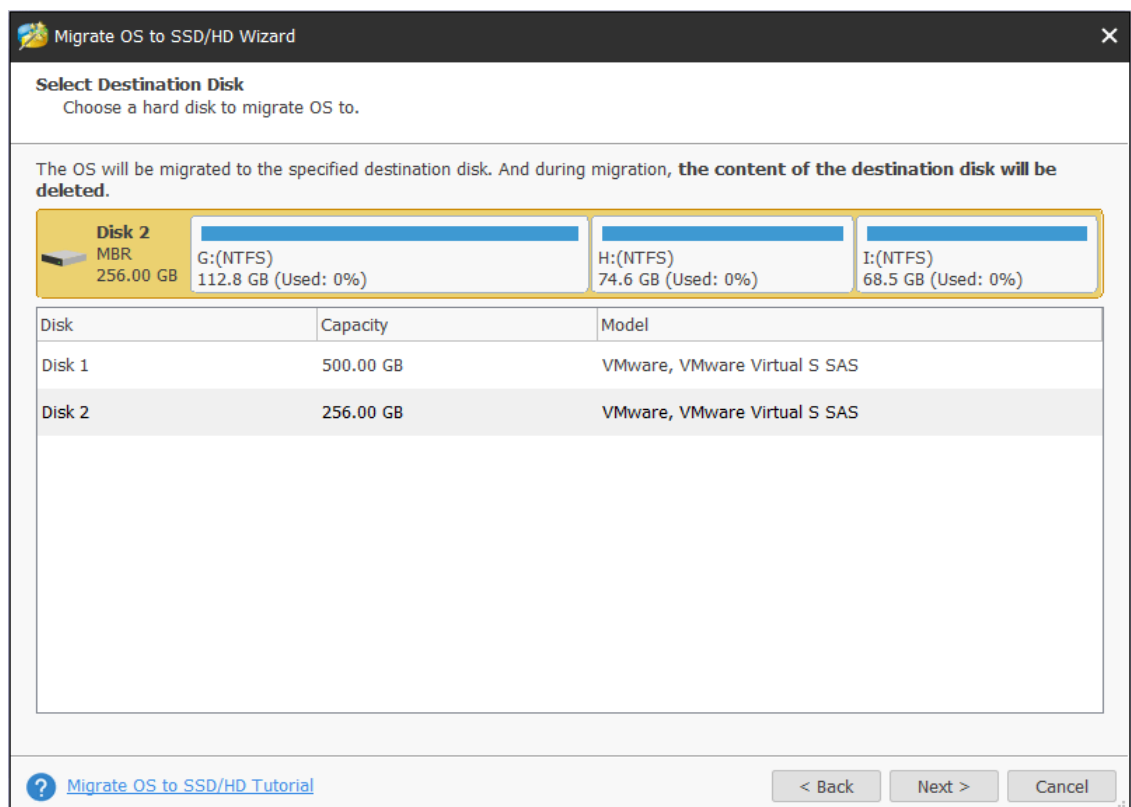 Migrate OS to SSD/HD Wizard
Select Destination Disk
Choose a hard disk to migrate OS to.
The OS will be migrated to the specified destination disk. And during migration, the content of the destination disk will be
deleted.
Disk 2
MBR
256.00 GB
G:(NTFS)
112.8 GB (Used: 0%)
H:(NTFS)
74.6 GB (Used: 0%)
I:(NTFS)
68.5 GB (Used: 0%)
Disk Capacity Model
Disk 1 500.00 GB VMware, VMware Virtual S SAS
Disk 2 256.00 GB VMware, VMware Virtual S SAS
? Migrate OS to SSD/HD Tutorial
< Back Next > Cancel